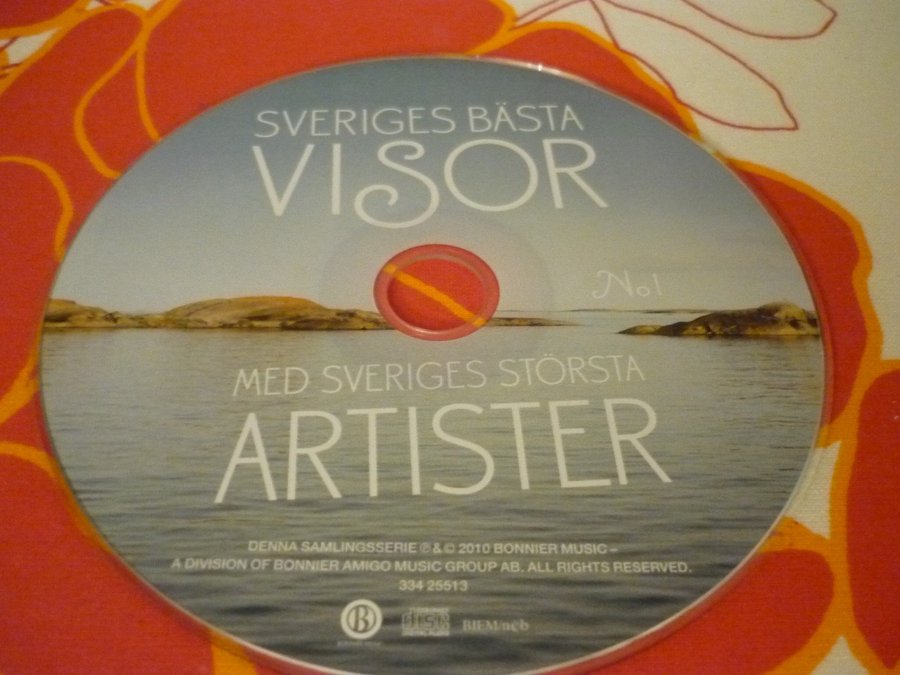 SVERIGES BÄSTA
VISOR
No1
MED SVERIGES STÖRSTA
ARTISTER
DENNA SAMLINGSSERIE ℗ & © 2010 BONNIER MUSIC –
A DIVISION OF BONNIER AMIGO MUSIC GROUP AB. ALL RIGHTS RESERVED.
334 25513
B
BIEM/ncb